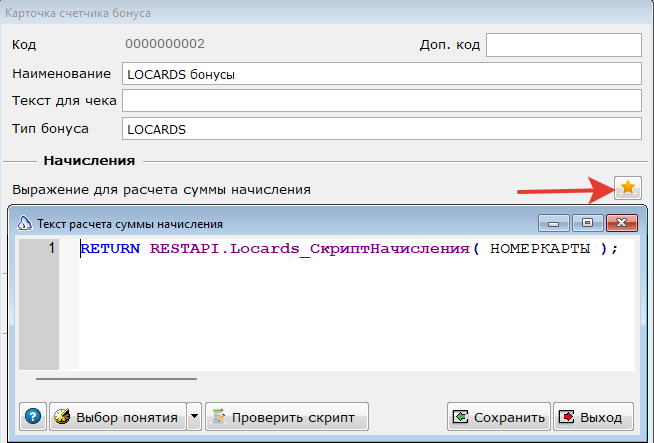 Карточка счетчика бонуса
Код 0000000002 Доп. код
Наименование LOCARDS бонусы
Текст для чека
Тип бонуса LOCARDS
Начисления
Выражение для расчета суммы начисления
Текст расчета суммы начисления
1 RETURN RESTAPI.Locards_СкриптНачисления( НОМЕРКАРТЫ );
? Выбор понятия Проверить скрипт Сохранить Выход